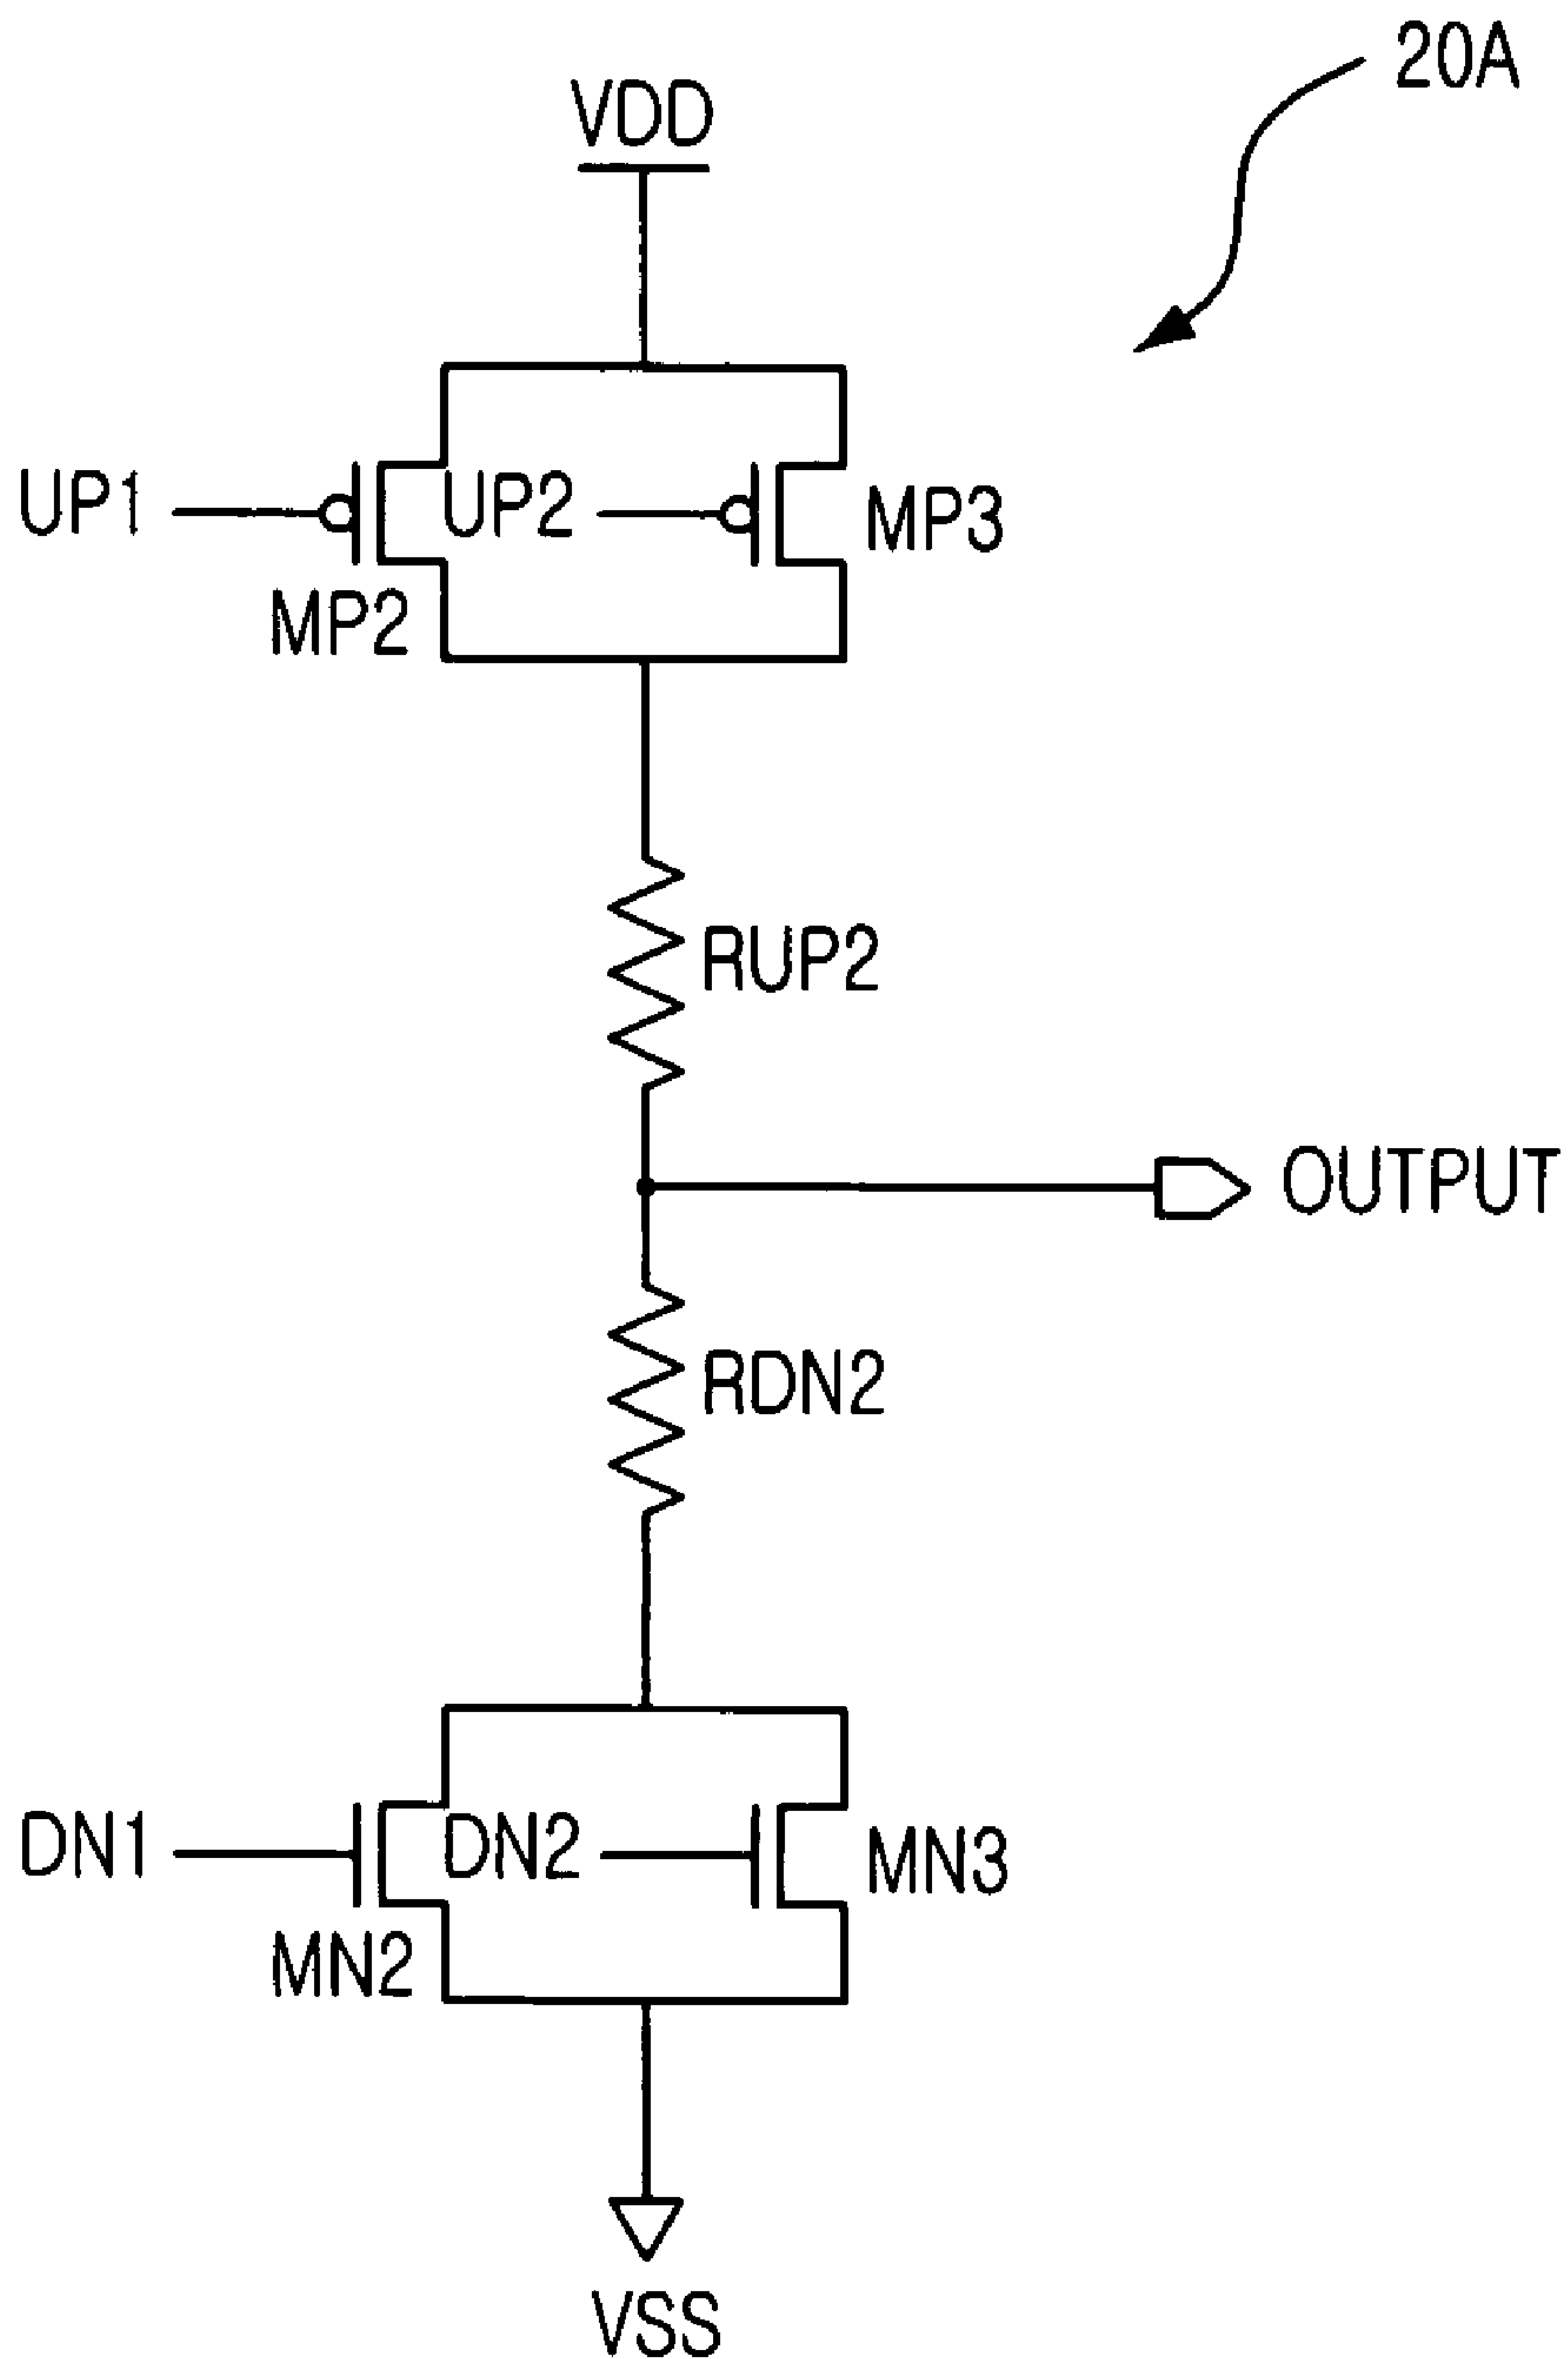 20A
VDD
UP1
UP2
MP3
MP2
RUP2
OUTPUT
RDN2
DN1
DN2
MN3
MN2
VSS